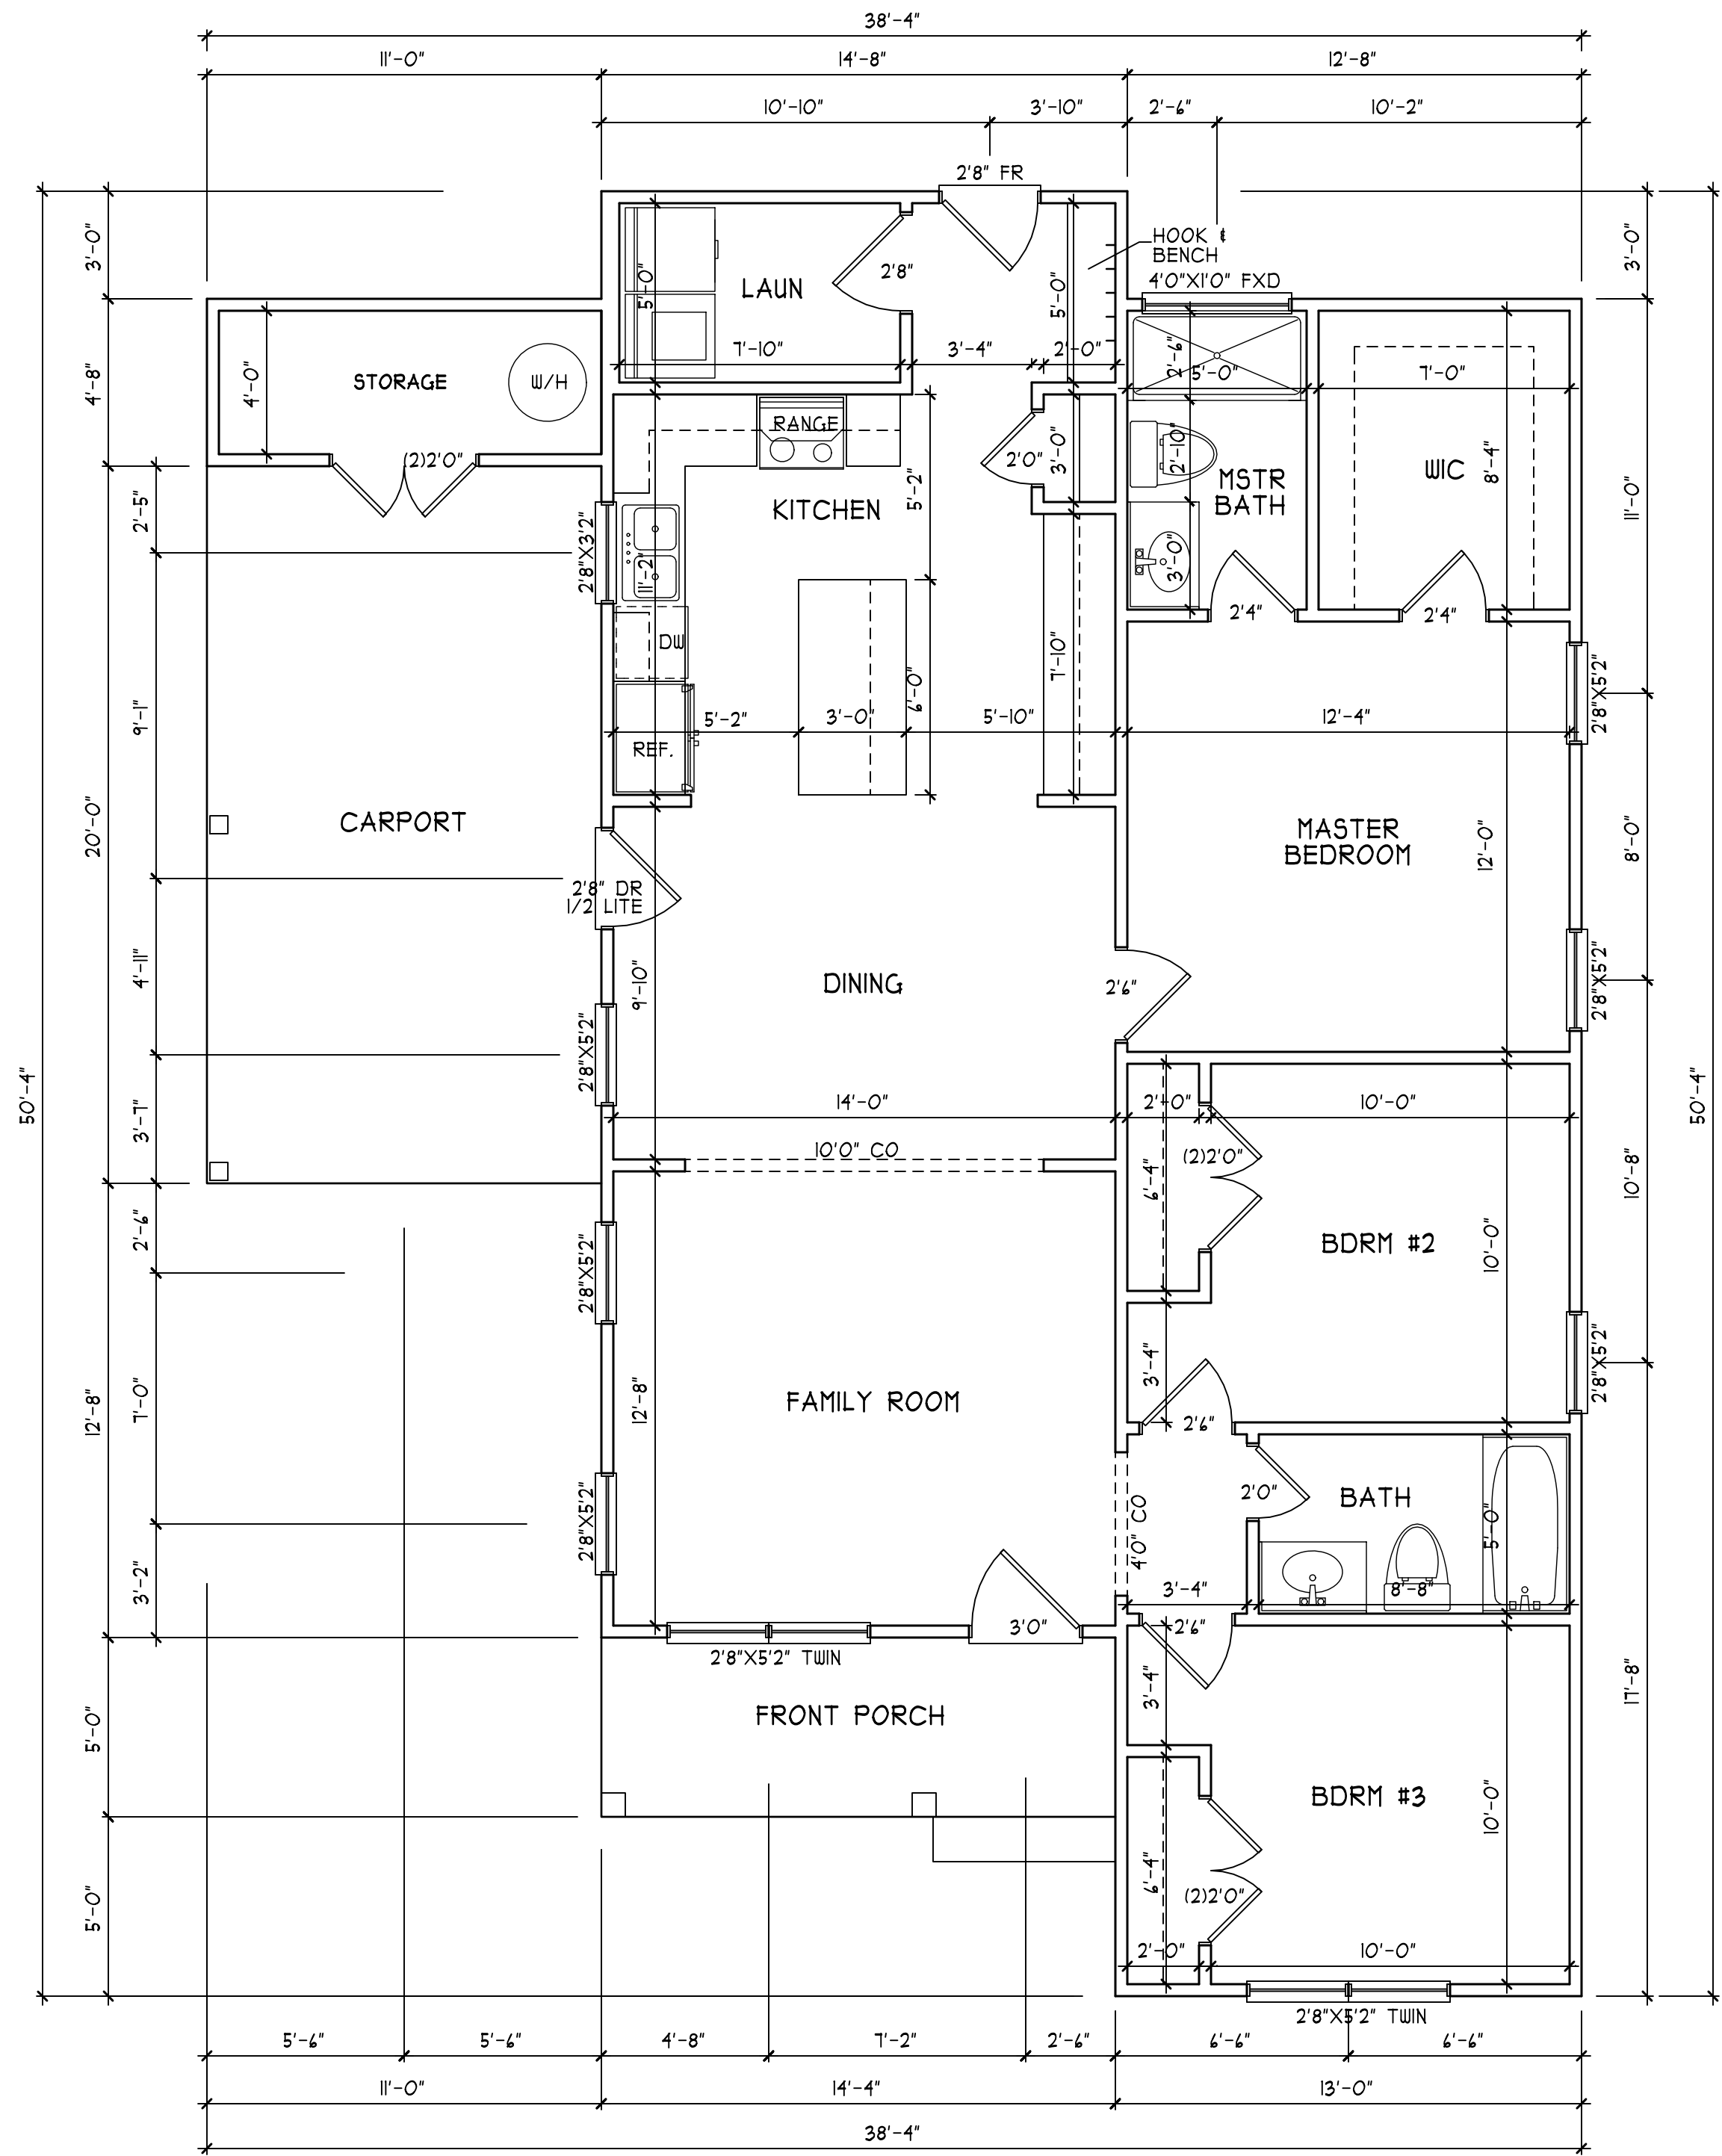 38'-4"
11'-0"
14'-8"
12'-8"
10'-10"
3'-10"
2'-6"
10'-2"
2'8" FR
HOOK &
BENCH
4'0"X1'0" FXD
3'-0"
3'-0"
LAUN
2'8"
5'-0"
5'-0"
7'-10"
3'-4"
2'-0"
2'-6"
5'-0"
7'-0"
4'-8"
4'-0"
STORAGE
W/H
(2)2'0"
RANGE
2'0"
3'-0"
2'-10"
MSTR
BATH
WIC
8'-4"
11'-0"
2'-5"
2'8"X3'2"
KITCHEN
5'-2"
11'-2"
3'-0"
2'4"
2'4"
DW
7'-10"
6'-0"
9'-1"
REF.
5'-2"
3'-0"
5'-10"
12'-4"
2'8"X5'2"
20'-0"
CARPORT
MASTER
BEDROOM
12'-0"
8'-0"
2'8" DR
1/2 LITE
4'-11"
9'-10"
DINING
2'6"
2'8"X5'2"
2'8"X5'2"
50'-4"
50'-4"
3'-7"
14'-0"
2'-0"
10'-0"
10'0" CO
(2)2'0"
6'-4"
10'-8"
2'-6"
2'8"X5'2"
BDRM #2
10'-0"
3'-4"
2'8"X5'2"
12'-8"
7'-0"
12'-8"
FAMILY ROOM
2'6"
2'0"
BATH
2'8"X5'2"
4'0" CO
5'-0"
3'-2"
3'-4"
8'-8"
3'0"
2'6"
2'8"X5'2" TWIN
3'-4"
17'-8"
5'-0"
FRONT PORCH
BDRM #3
10'-0"
6'-4"
(2)2'0"
5'-0"
2'-0"
10'-0"
2'8"X5'2" TWIN
5'-6"
5'-6"
4'-8"
7'-2"
2'-6"
6'-6"
6'-6"
11'-0"
14'-4"
13'-0"
38'-4"